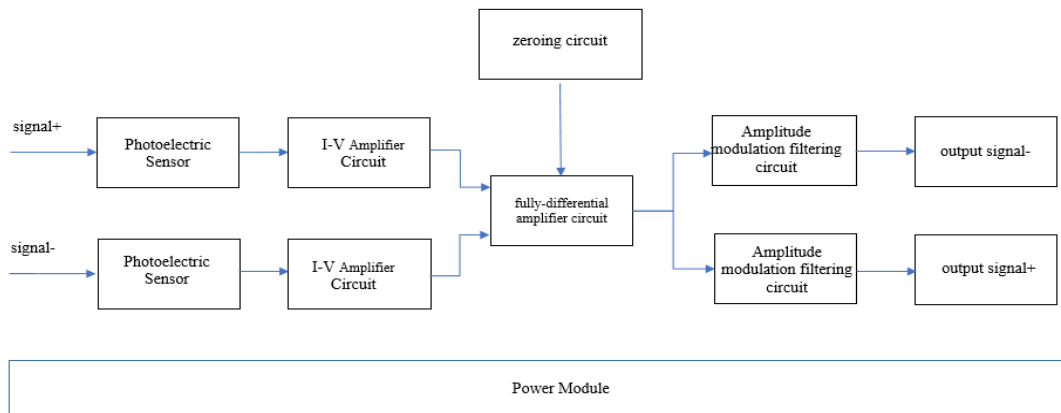 zeroing circuit
signal+
Photoelectric
Sensor
I-V Amplifier
Circuit
Amplitude
modulation filtering
circuit
output signal-
fully-differential
amplifier circuit
signal-
Photoelectric
Sensor
I-V Amplifier
Circuit
Amplitude
modulation filtering
circuit
output signal+
Power Module